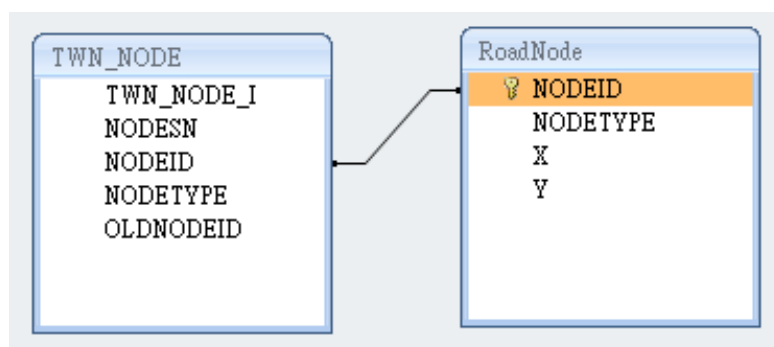 TWN_NODE
TWN_NODE_I
NODESN
NODEID
NODETYPE
OLDNODEID
RoadNode
NODEID
NODETYPE
X
Y